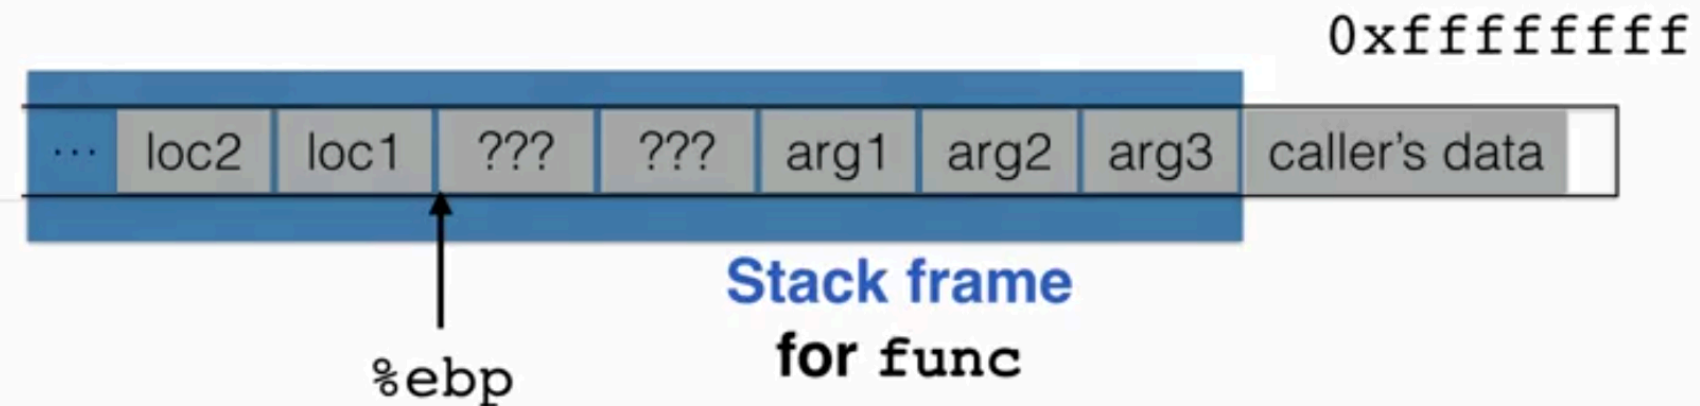 0xffffffff
... loc2 loc1 ??? ??? arg1 arg2 arg3 caller's data
Stack frame
for func
%ebp